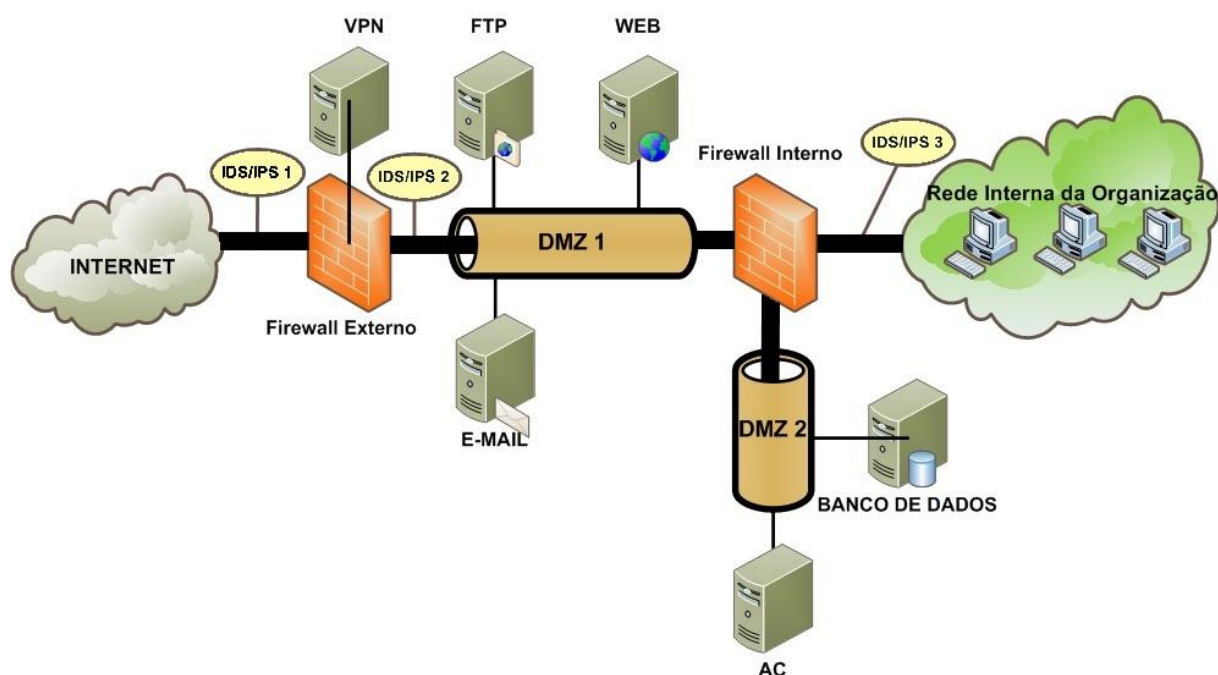 VPN
FTP
WEB
IDS/IPS 1
IDS/IPS 2
Firewall Interno
IDS/IPS 3
Rede Interna da Organização
INTERNET
DMZ 1
Firewall Externo
E-MAIL
DMZ 2
BANCO DE DADOS
AC